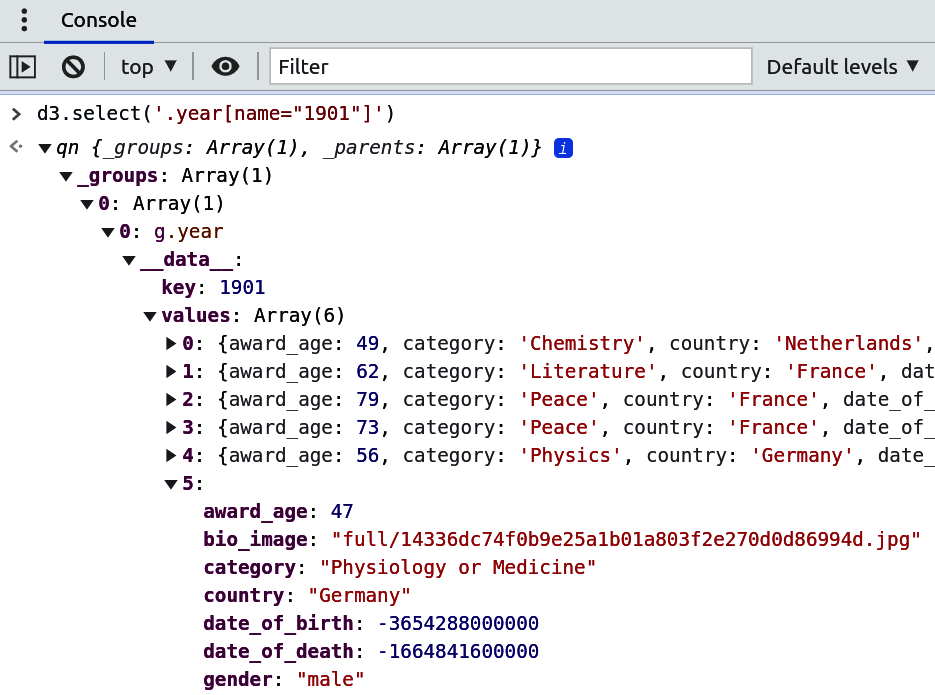 Console
top ▼ Filter Default levels ▼
> d3.select('.year[name="1901"]')
<· ▼ qn {_groups: Array(1), _parents: Array(1)} i
▼ _groups: Array(1)
▼ 0: Array(1)
▼ 0: g.year
▼ __data__:
key: 1901
▼ values: Array(6)
▶ 0: {award_age: 49, category: 'Chemistry', country: 'Netherlands',
▶ 1: {award_age: 62, category: 'Literature', country: 'France', dat
▶ 2: {award_age: 79, category: 'Peace', country: 'France', date_of_
▶ 3: {award_age: 73, category: 'Peace', country: 'France', date_of_
▶ 4: {award_age: 56, category: 'Physics', country: 'Germany', date_
▼ 5:
award_age: 47
bio_image: "full/14336dc74f0b9e25a1b01a803f2e270d0d86994d.jpg"
category: "Physiology or Medicine"
country: "Germany"
date_of_birth: -3654288000000
date_of_death: -1664841600000
gender: "male"